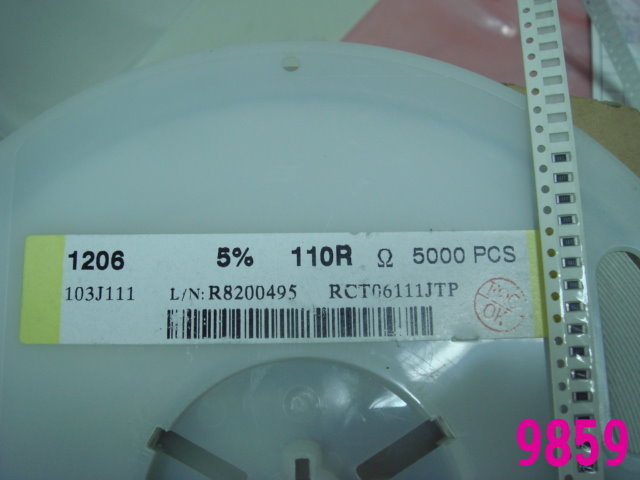 1206 5% 110R Ω 5000 PCS
103J111 L/N: R8200495 RCT06111JTP
9859